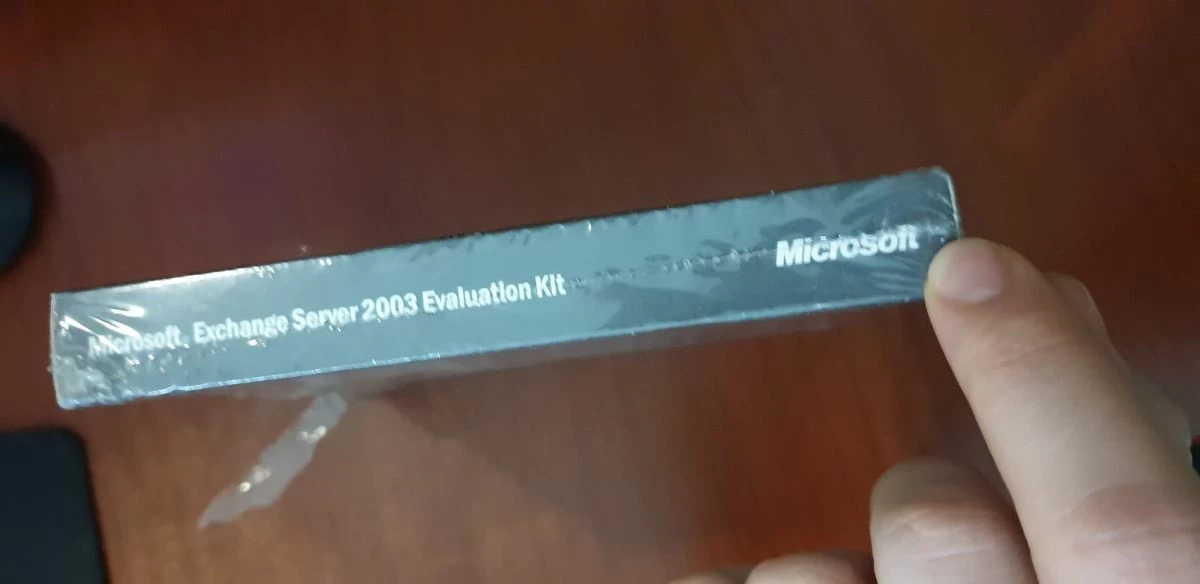 Microsoft. Exchange Server 2003 Evaluation Kit
Microsoft